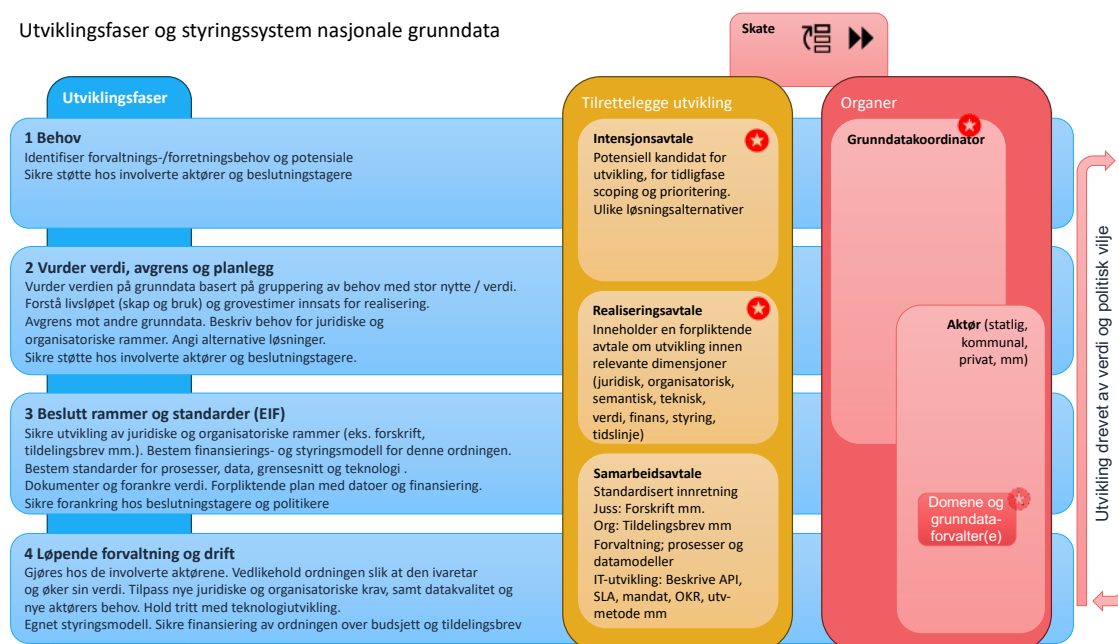 Utviklingsfaser og styringssystem nasjonale grunndata
Skate
Utviklingsfaser
1 Behov
Identifiser forvaltnings-/forretningsbehov og potensiale
Sikre støtte hos involverte aktører og beslutningstagere
2 Vurder verdi, avgrens og planlegg
Vurder verdien på grunndata basert på gruppering av behov med stor nytte / verdi.
Forstå livsløpet (skap og bruk) og grovestimer innsats for realisering.
Avgrens mot andre grunndata. Beskriv behov for juridiske og
organisatoriske rammer. Angi alternative løsninger.
Sikre støtte hos involverte aktører og beslutningstagere.
3 Beslutt rammer og standarder (EIF)
Sikre utvikling av juridiske og organisatoriske rammer (eks. forskrift,
tildelingsbrev mm.). Bestem finansierings- og styringsmodell for denne ordningen.
Bestem standarder for prosesser, data, grensesnitt og teknologi .
Dokumenter og forankre verdi. Forpliktende plan med datoer og finansiering.
Sikre forankring hos beslutningstagere og politikere
4 Løpende forvaltning og drift
Gjøres hos de involverte aktørene. Vedlikehold ordningen slik at den ivaretar
og øker sin verdi. Tilpass nye juridiske og organisatoriske krav, samt datakvalitet og
nye aktørers behov. Hold tritt med teknologiutvikling.
Egnet styringsmodell. Sikre finansiering av ordningen over budsjett og tildelingsbrev
Tilrettelegge utvikling
Intensjonsavtale
Potensiell kandidat for
utvikling, for tidligfase
scoping og prioritering.
Ulike løsningsalternativer
Realiseringsavtale
Inneholder en forpliktende
avtale om utvikling innen
relevante dimensjoner
(juridisk, organisatorisk,
semantisk, teknisk,
verdi, finans, styring,
tidslinje)
Samarbeidsavtale
Standardisert innretning
Juss: Forskrift mm.
Org: Tildelingsbrev mm
Forvaltning; prosesser og
datamodeller
IT-utvikling: Beskrive API,
SLA, mandat, OKR, utv-
metode mm
Organer
Grunndatakoordinator
Aktør (statlig,
kommunal,
privat, mm)
Domene og
grunndata-
forvalter(e)
Utvikling drevet av verdi og politisk vilje